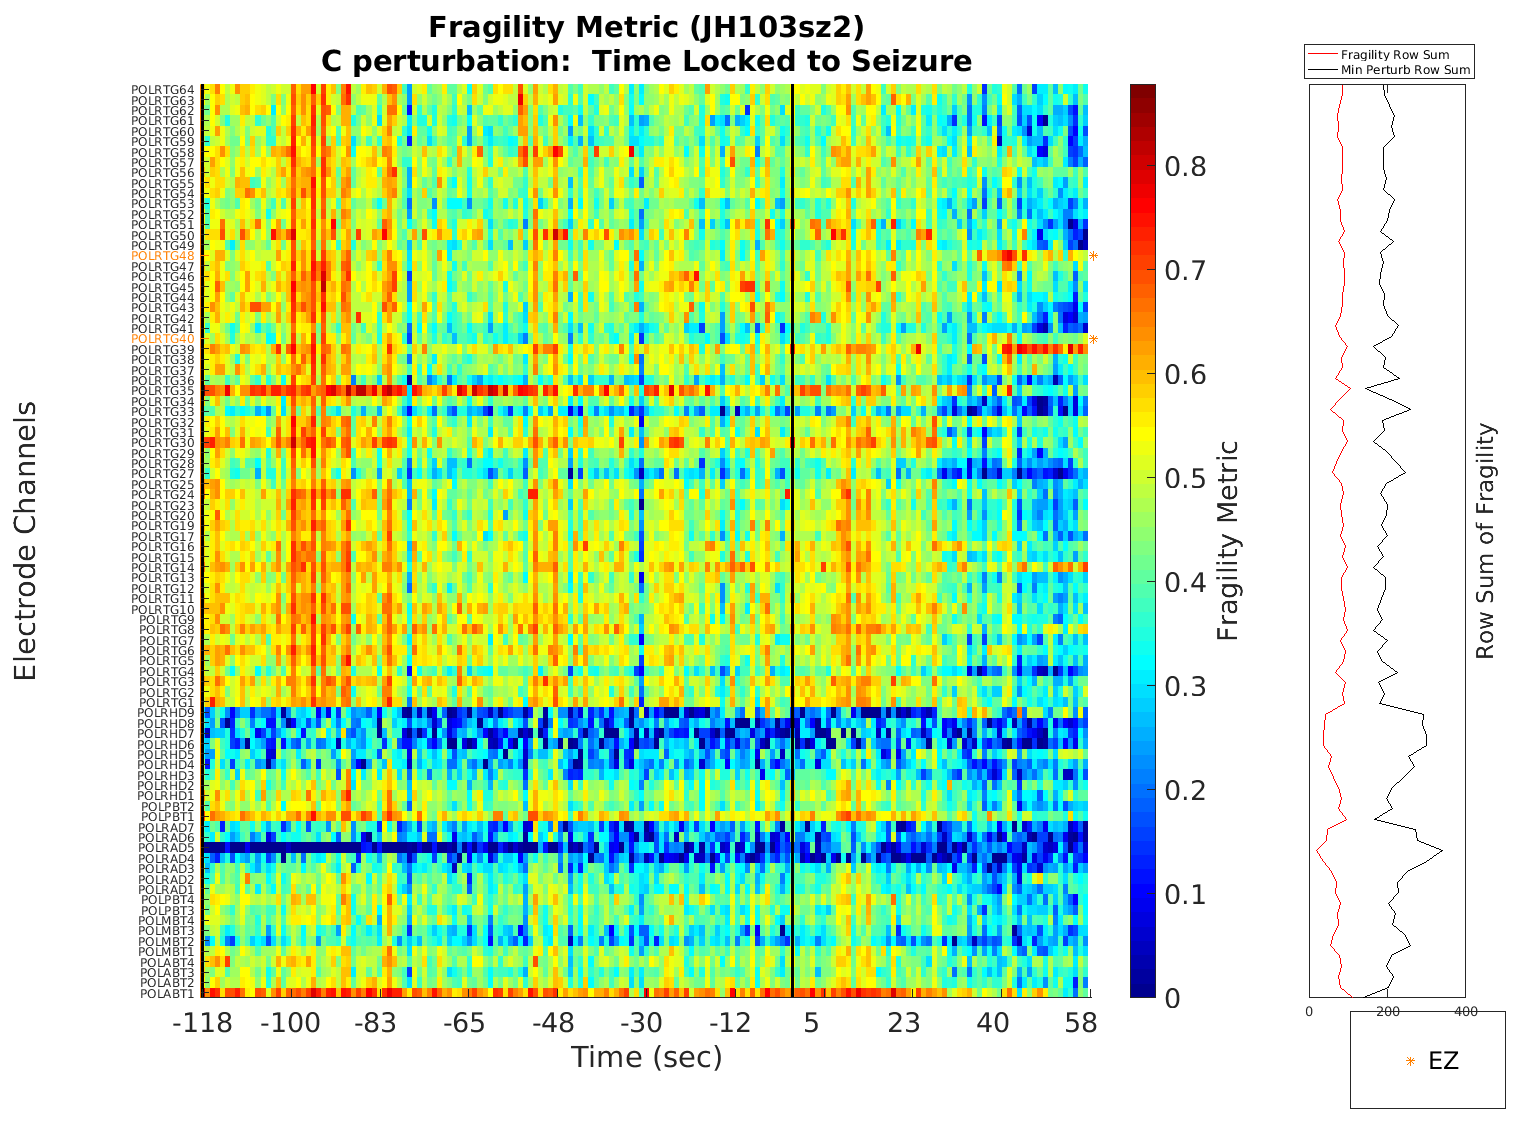 Fragility Metric (JH103sz2)
C perturbation:  Time Locked to Seizure
Electrode Channels
POLRTG64
POLRTG63
POLRTG62
POLRTG61
POLRTG60
POLRTG59
POLRTG58
POLRTG57
POLRTG56
POLRTG55
POLRTG54
POLRTG53
POLRTG52
POLRTG51
POLRTG50
POLRTG49
POLRTG48
POLRTG47
POLRTG46
POLRTG45
POLRTG44
POLRTG43
POLRTG42
POLRTG41
POLRTG40
POLRTG39
POLRTG38
POLRTG37
POLRTG36
POLRTG35
POLRTG34
POLRTG33
POLRTG32
POLRTG31
POLRTG30
POLRTG29
POLRTG28
POLRTG27
POLRTG25
POLRTG24
POLRTG23
POLRTG20
POLRTG19
POLRTG17
POLRTG16
POLRTG15
POLRTG14
POLRTG13
POLRTG12
POLRTG11
POLRTG10
POLRTG9
POLRTG8
POLRTG7
POLRTG6
POLRTG5
POLRTG4
POLRTG3
POLRTG2
POLRTG1
POLRHD9
POLRHD8
POLRHD7
POLRHD6
POLRHD5
POLRHD4
POLRHD3
POLRHD2
POLRHD1
POLPBT2
POLPBT1
POLRAD7
POLRAD6
POLRAD5
POLRAD4
POLRAD3
POLRAD2
POLRAD1
POLPBT4
POLPBT3
POLMBT4
POLMBT3
POLMBT2
POLMBT1
POLABT4
POLABT3
POLABT2
POLABT1
-118 -100 -83 -65 -48 -30 -12 5 23 40 58
Time (sec)
0.8
0.7
0.6
0.5
0.4
0.3
0.2
0.1
0
Fragility Metric
Fragility Row Sum
Min Perturb Row Sum
0 200 400
Row Sum of Fragility
EZ